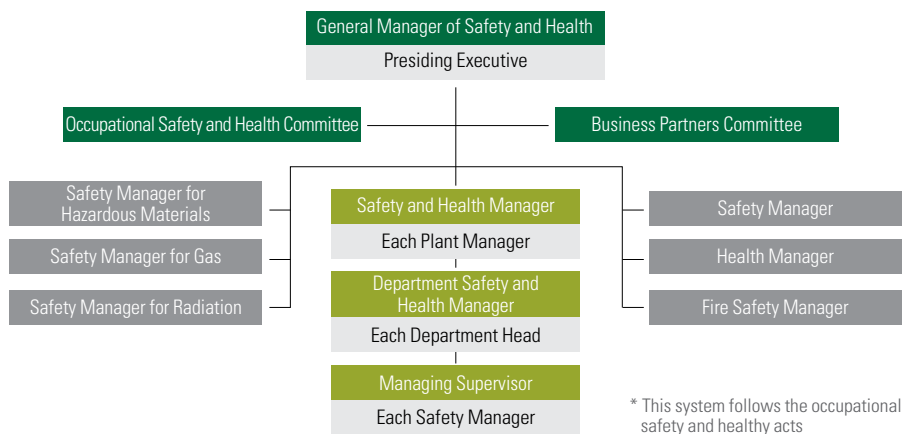 General Manager of Safety and Health
Presiding Executive
Occupational Safety and Health Committee
Business Partners Committee
Safety Manager for
Hazardous Materials
Safety Manager for Gas
Safety Manager for Radiation
Safety and Health Manager
Each Plant Manager
Department Safety and
Health Manager
Each Department Head
Managing Supervisor
Each Safety Manager
Safety Manager
Health Manager
Fire Safety Manager
* This system follows the occupational
safety and healthy acts